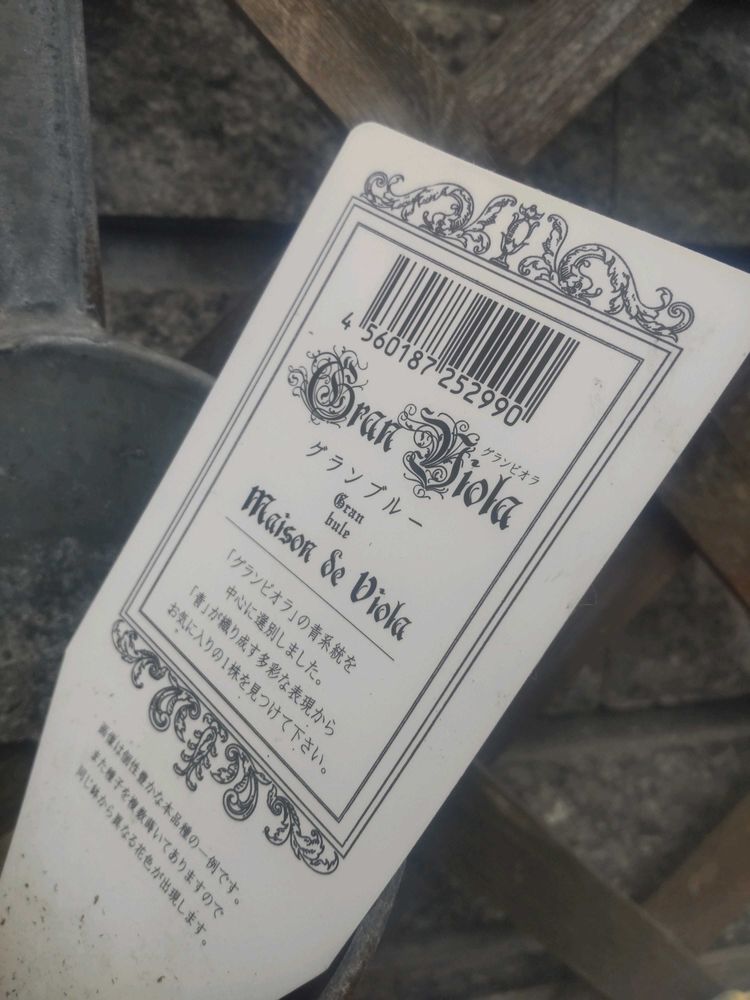 4 560187 252990
Gran Viola
グランビオラ
グランブルー
Gran
bule
Maison de Viola
「グランビオラ」の青系統を
中心に選別しました。
「青」が織り成す多彩な表現から
お気に入りの1株を見つけて下さい。
画像は個性豊かな本品種の一例です。
また種子を複数蒔いてありますので
同じ鉢から異なる花色が出現します。